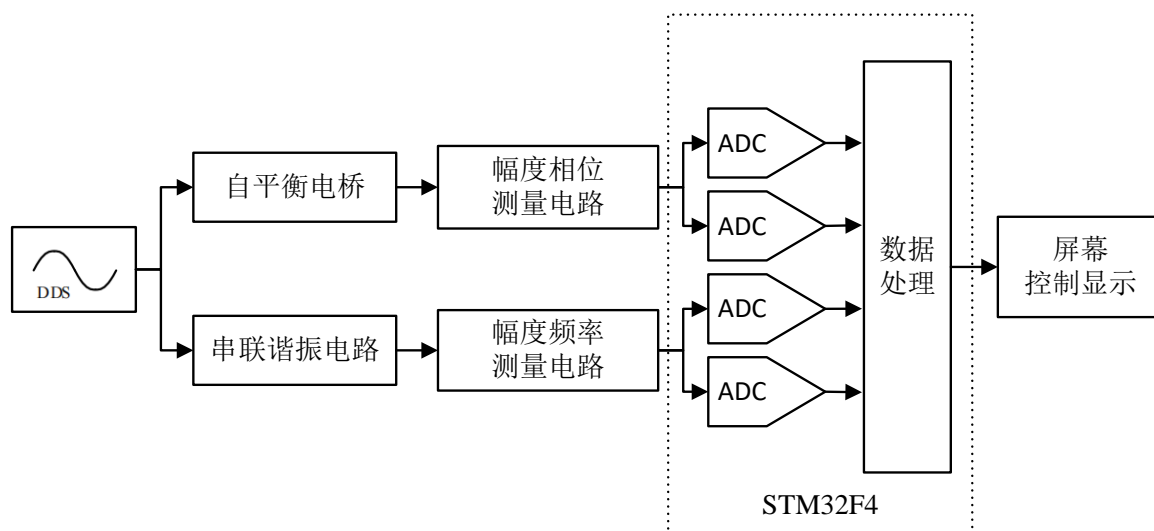 DDS
自平衡电桥
幅度相位
测量电路
ADC
ADC
串联谐振电路
幅度频率
测量电路
ADC
ADC
数据
处理
屏幕
控制显示
STM32F4